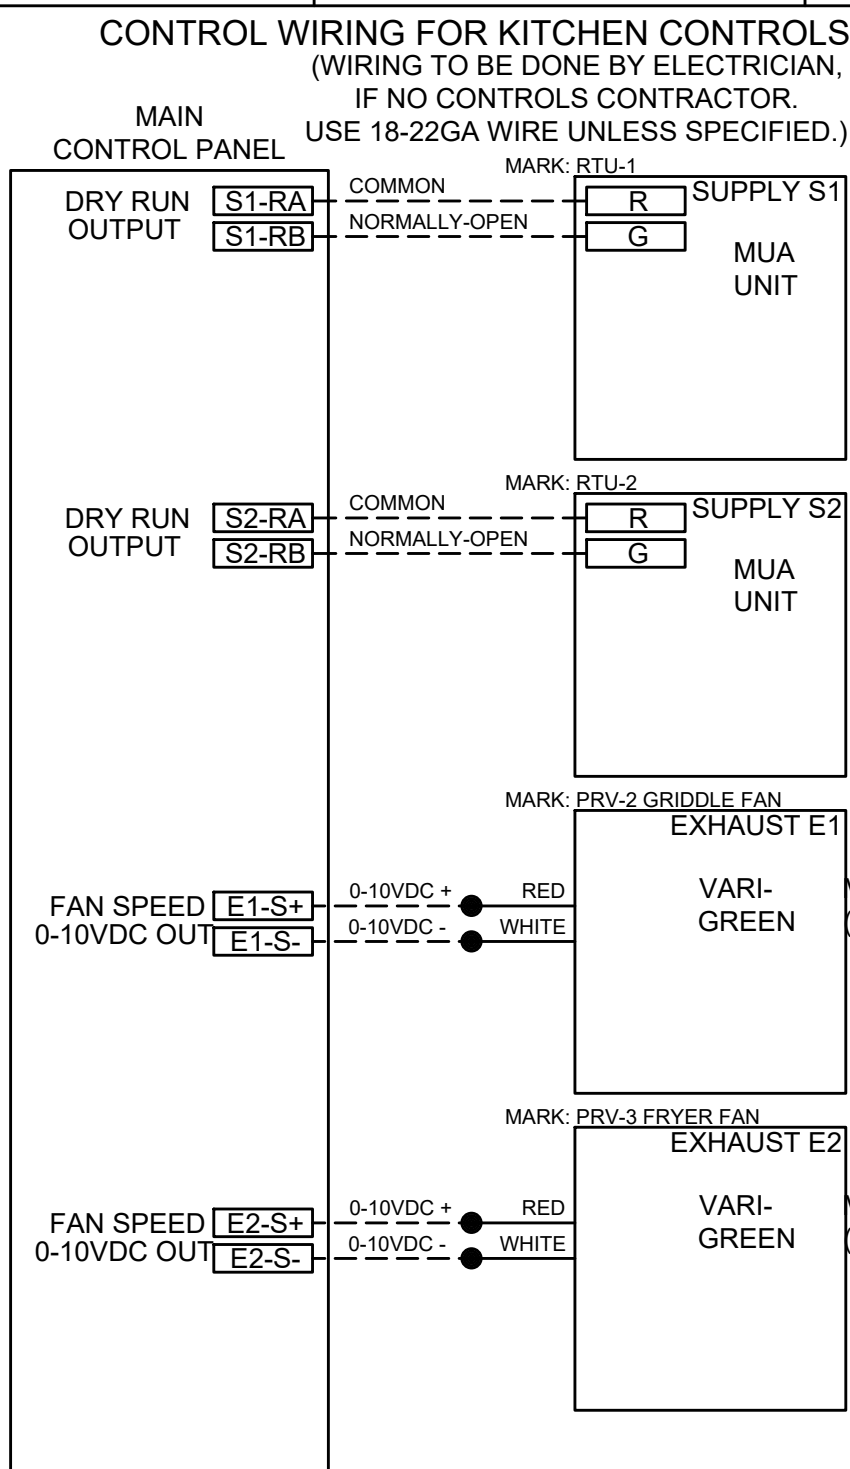 CONTROL WIRING FOR KITCHEN CONTROLS
(WIRING TO BE DONE BY ELECTRICIAN,
IF NO CONTROLS CONTRACTOR.
USE 18-22GA WIRE UNLESS SPECIFIED.)
MAIN
CONTROL PANEL
MARK: RTU-1
DRY RUN
OUTPUT
S1-RA
S1-RB
COMMON
NORMALLY-OPEN
R
G
SUPPLY S1
MUA
UNIT
MARK: RTU-2
DRY RUN
OUTPUT
S2-RA
S2-RB
COMMON
NORMALLY-OPEN
R
G
SUPPLY S2
MUA
UNIT
MARK: PRV-2 GRIDDLE FAN
EXHAUST E1
FAN SPEED
0-10VDC OUT
E1-S+
E1-S-
0-10VDC +
0-10VDC -
RED
WHITE
VARI-
GREEN
MARK: PRV-3 FRYER FAN
EXHAUST E2
FAN SPEED
0-10VDC OUT
E2-S+
E2-S-
0-10VDC +
0-10VDC -
RED
WHITE
VARI-
GREEN